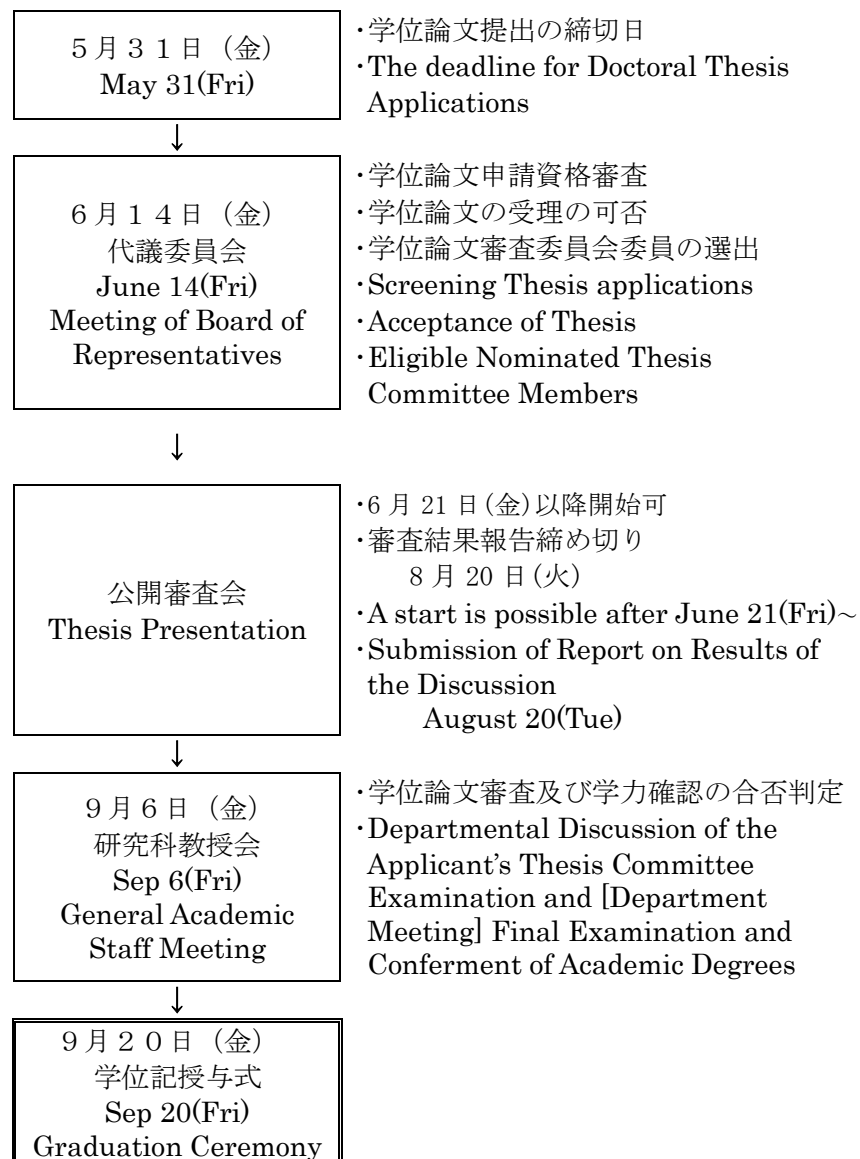 ５月３１日（金）
May 31(Fri)
・学位論文提出の締切日
・The deadline for Doctoral Thesis
Applications
↓
６月１４日（金）
代議委員会
June 14(Fri)
Meeting of Board of
Representatives
・学位論文申請資格審査
・学位論文の受理の可否
・学位論文審査委員会委員の選出
・Screening Thesis applications
・Acceptance of Thesis
・Eligible Nominated Thesis
Committee Members
↓
公開審査会
Thesis Presentation
・6 月 21 日(金)以降開始可
・審査結果報告締め切り
8 月 20 日(火)
・A start is possible after June 21(Fri)~
・Submission of Report on Results of
the Discussion
August 20(Tue)
↓
９月６日（金）
研究科教授会
Sep 6(Fri)
General Academic
Staff Meeting
・学位論文審査及び学力確認の合否判定
・Departmental Discussion of the
Applicant’s Thesis Committee
Examination and [Department
Meeting] Final Examination and
Conferment of Academic Degrees
↓
９月２０日（金）
学位記授与式
Sep 20(Fri)
Graduation Ceremony